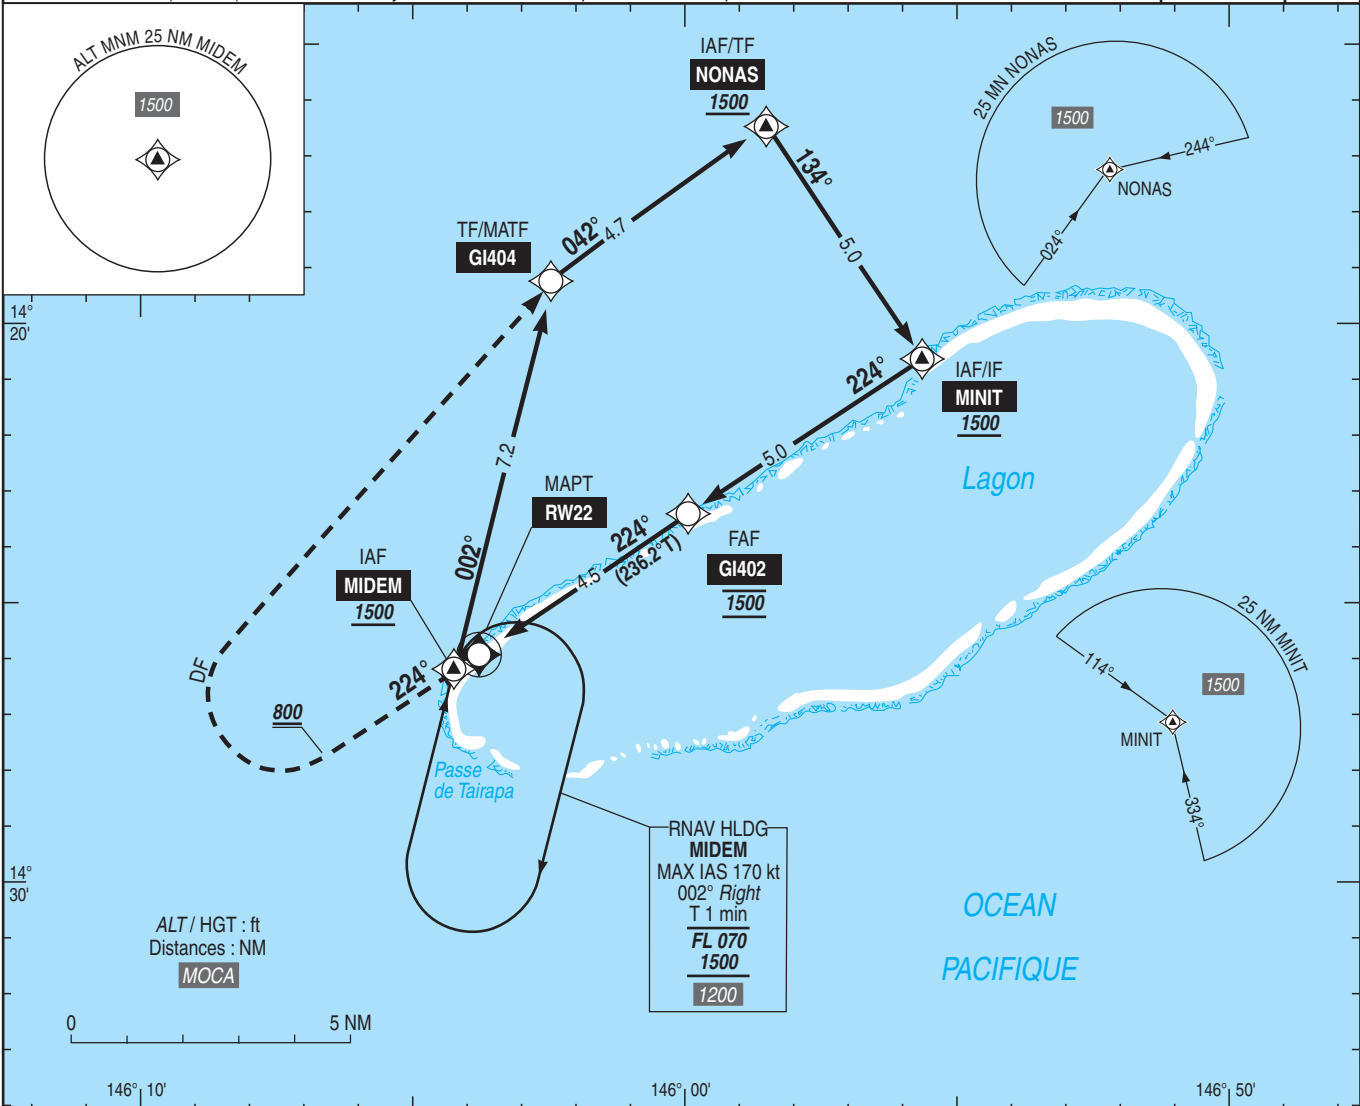 ALT MNM 25 NM MIDEM
1500
IAF/TF
NONAS
1500
25 MN NONAS
1500
244°
NONAS
024°
134°
5.0
TF/MATF
GI404
042°
4.7
14°
20'
IAF/IF
MINIT
1500
224°
5.0
Lagon
7.2
MAPT
RW22
002°
IAF
MIDEM
1500
224°
(236.2°T)
4.5
FAF
GI402
1500
25 NM MINIT
114°
1500
MINIT
334°
DF
224°
800
Passe
de Tairapa
RNAV HLDG
MIDEM
MAX IAS 170 kt
002° Right
T 1 min
FL 070
1500
1200
14°
30'
OCEAN
PACIFIQUE
ALT / HGT : ft
Distances : NM
MOCA
0
5 NM
146° 10'
146° 00'
146° 50'